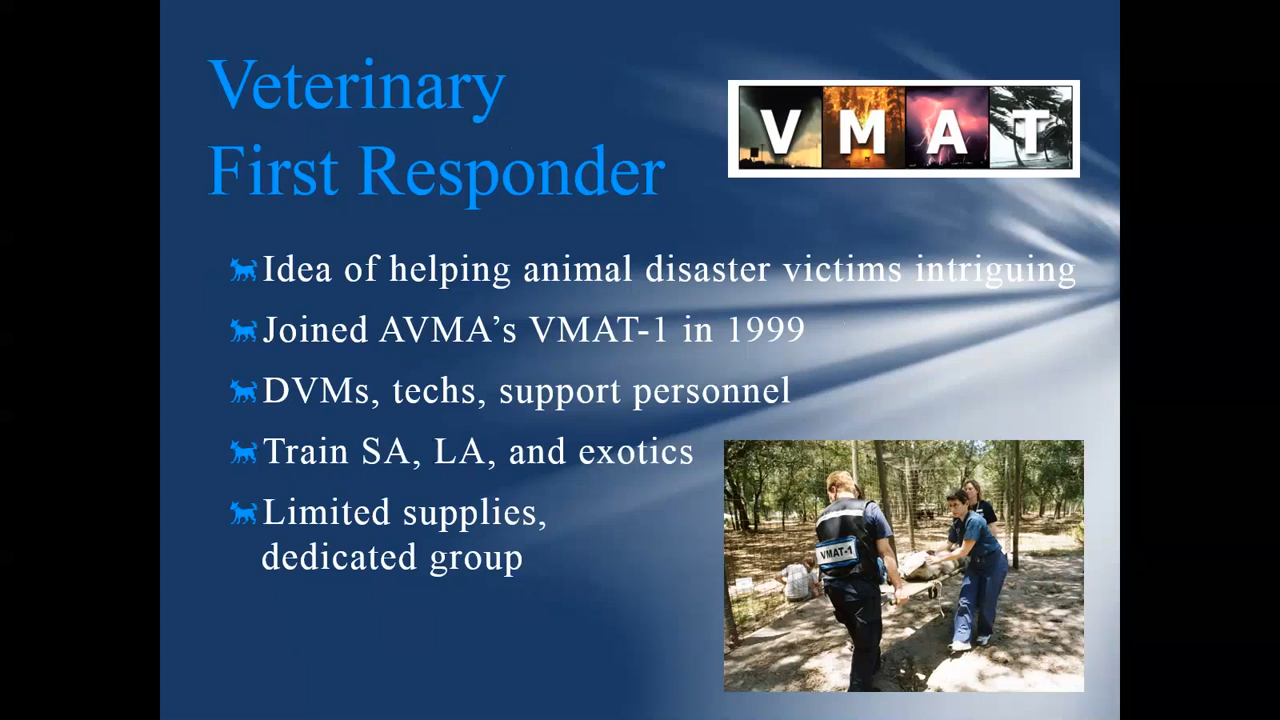 Veterinary
First Responder
VMAT
Idea of helping animal disaster victims intriguing
Joined AVMA’s VMAT-1 in 1999
DVMs, techs, support personnel
Train SA, LA, and exotics
Limited supplies,
dedicated group
VMAT-1